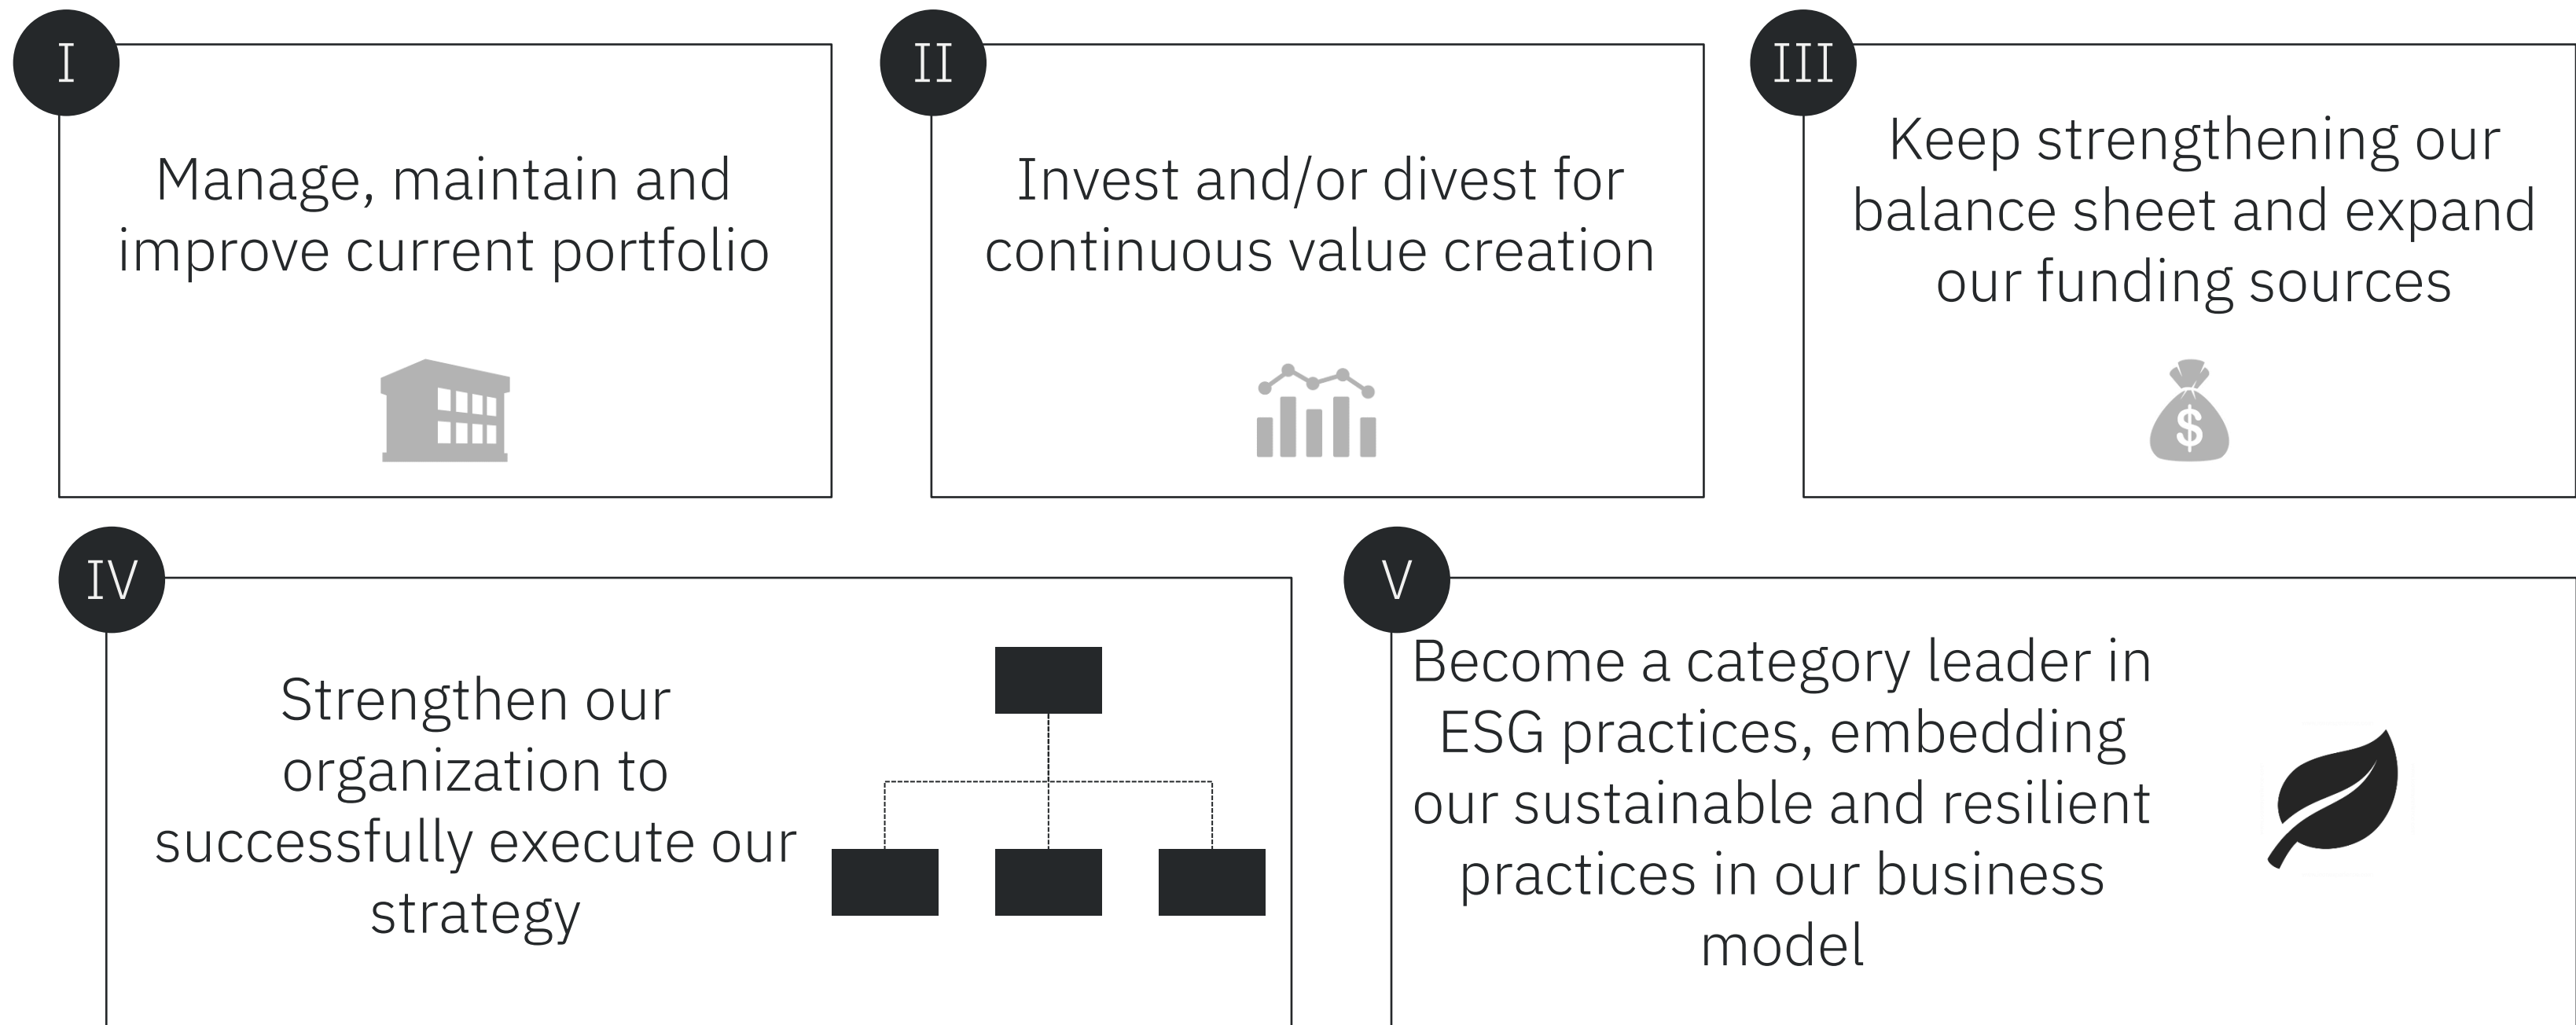 I
Manage, maintain and
improve current portfolio
II
Invest and/or divest for
continuous value creation
III
Keep strengthening our
balance sheet and expand
our funding sources
$
IV
Strengthen our
organization to
successfully execute our
strategy
V
Become a category leader in
ESG practices, embedding
our sustainable and resilient
practices in our business
model